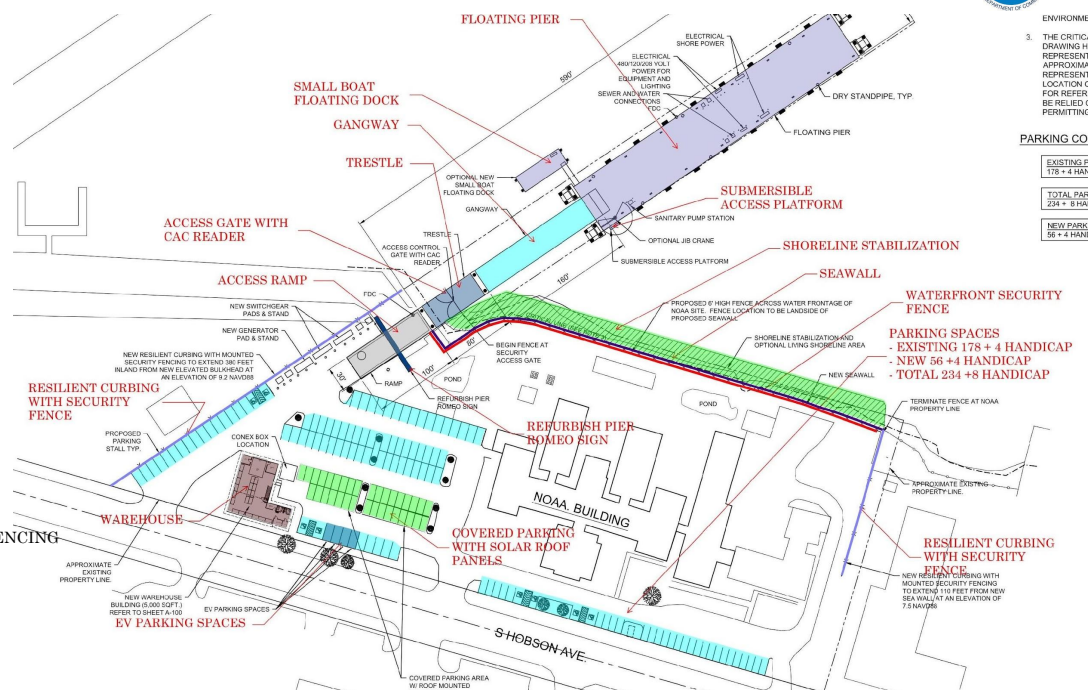 FLOATING PIER
DEPARTMENT OF COM
ENVIRONME
3. THE CRITICA
DRAWING H
REPRESENT
APPROXIMA
REPRESENT
LOCATION O
FOR REFER
BE RELIED O
PERMITTING
PARKING CO
EXISTING P
178 + 4 HAN
TOTAL PAR
234 + 8 HA
NEW PARK
56 + 4 HAND
ELECTRICAL
SHORE POWER
ELECTRICAL
480/120/208 VOLT
POWER FOR
EQUIPMENT AND
LIGHTING
SEWER AND WATER
CONNECTIONS
FDC
590'
DRY STANDPIPE, TYP.
FLOATING PIER
SMALL BOAT
FLOATING DOCK
GANGWAY
TRESTLE
OPTIONAL NEW
SMALL BOAT
FLOATING DOCK
GANGWAY
SUBMERSIBLE
ACCESS PLATFORM
SANITARY PUMP STATION
OPTIONAL JIB CRANE
SUBMERSIBLE ACCESS PLATFORM
160'
ACCESS GATE WITH
CAC READER
TRESTLE
ACCESS CONTROL
GATE WITH CAC
READER
SHORELINE STABILIZATION
SEAWALL
WATERFRONT SECURITY
FENCE
ACCESS RAMP
FDC
NEW SWITCHGEAR
PADS & STAND
NEW GENERATOR
PAD & STAND
PROPOSED 6' HIGH FENCE ACROSS WATER FRONTAGE OF
NOAA SITE. FENCE LOCATION TO BE LANDSIDE OF
PROPOSED SEAWALL
PARKING SPACES
- EXISTING 178 + 4 HANDICAP
- NEW 56 +4 HANDICAP
- TOTAL 234 +8 HANDICAP
SHORELINE STABILIZATION AND
OPTIONAL LIVING SHORELINE AREA
BEGIN FENCE AT
SECURITY
ACCESS GATE
60'
100'
30'
NEW RESILIENT CURBING WITH MOUNTED
SECURITY FENCING TO EXTEND 380 FEET
INLAND FROM NEW ELEVATED BULKHEAD AT
AN ELEVATION OF 9.2 NAVD88
RAMP
POND
NEW SEAWALL
RESILIENT CURBING
WITH SECURITY
FENCE
REFURBISH PIER
ROMEO SIGN
REFURBISH PIER
ROMEO SIGN
POND
TERMINATE FENCE AT NOAA
PROPERTY LINE
PROPOSED
PARKING
STALL TYP.
CONEX BOX
LOCATION
APPROXIMATE EXISTING
PROPERTY LINE.
NOAA. BUILDING
WAREHOUSE
COVERED PARKING
WITH SOLAR ROOF
PANELS
ENCING
APPROXIMATE
EXISTING
PROPERTY LINE.
RESILIENT CURBING
WITH SECURITY
FENCE
NEW RESILIENT CURBING WITH
MOUNTED SECURITY FENCING
TO EXTEND 110 FEET FROM NEW
SEA WALL AT AN ELEVATION OF
7.5 NAVD88
NEW WAREHOUSE
BUILDING (5,000 SQFT.)
REFER TO SHEET A-100
EV PARKING SPACES
EV PARKING SPACES
S HOBSON AVE.
COVERED PARKING AREA
W/ ROOF MOUNTED